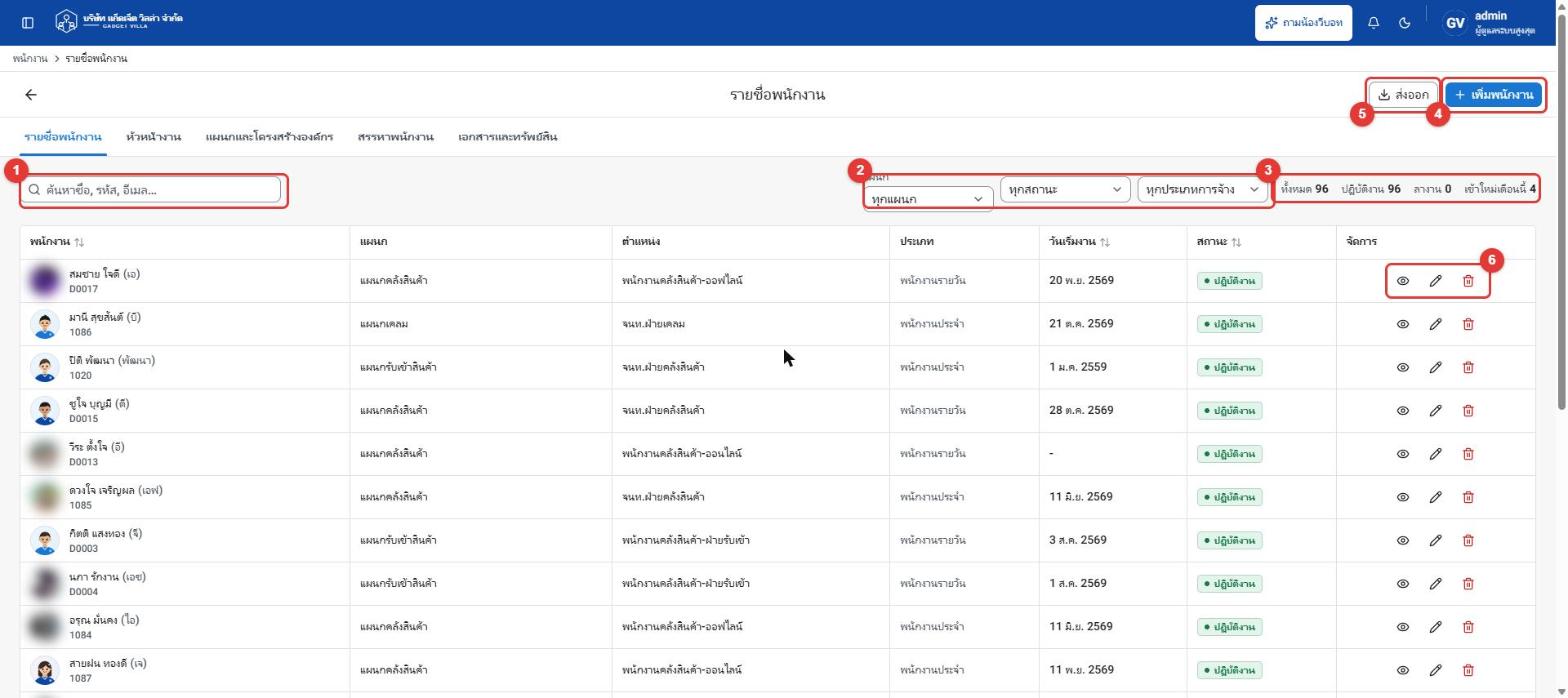 บริษัท แก็ดเจ็ต วิลล่า จำกัด
GADGET VILLA
ถามน้องวีบอท
GV
admin
ผู้ดูแลระบบสูงสุด
พนักงาน > รายชื่อพนักงาน
รายชื่อพนักงาน
ส่งออก
+ เพิ่มพนักงาน
5
4
รายชื่อพนักงาน หัวหน้างาน แผนกและโครงสร้างองค์กร สรรหาพนักงาน เอกสารและทรัพย์สิน
1
2
3
ค้นหาชื่อ, รหัส, อีเมล...
แผนก
ทุกแผนก
ทุกสถานะ
ทุกประเภทการจ้าง
ทั้งหมด 96 ปฏิบัติงาน 96 ลางาน 0 เข้าใหม่เดือนนี้ 4
พนักงาน แผนก ตำแหน่ง ประเภท วันเริ่มงาน สถานะ จัดการ
6
สมชาย ใจดี (เอ)
D0017
แผนกคลังสินค้า พนักงานคลังสินค้า-ออฟไลน์ พนักงานรายวัน 20 พ.ย. 2569 ปฏิบัติงาน
มานี สุขสันต์ (บี)
1086
แผนกเคลม จนท.ฝ่ายเคลม พนักงานประจำ 21 ต.ค. 2569 ปฏิบัติงาน
ปิติ พัฒนา (พัฒนา)
1020
แผนกรับเข้าสินค้า จนท.ฝ่ายคลังสินค้า พนักงานประจำ 1 ม.ค. 2559 ปฏิบัติงาน
ชูใจ บุญมี (ดี)
D0015
แผนกคลังสินค้า จนท.ฝ่ายคลังสินค้า พนักงานรายวัน 28 ต.ค. 2569 ปฏิบัติงาน
วีระ ตั้งใจ (อี)
D0013
แผนกคลังสินค้า พนักงานคลังสินค้า-ออนไลน์ พนักงานรายวัน - ปฏิบัติงาน
ดวงใจ เจริญผล (เอฟ)
1085
แผนกคลังสินค้า จนท.ฝ่ายคลังสินค้า พนักงานประจำ 11 มิ.ย. 2569 ปฏิบัติงาน
กิตติ แสงทอง (จี)
D0003
แผนกรับเข้าสินค้า พนักงานคลังสินค้า-ฝ่ายรับเข้า พนักงานรายวัน 3 ส.ค. 2569 ปฏิบัติงาน
นภา รักงาน (เอช)
D0004
แผนกรับเข้าสินค้า พนักงานคลังสินค้า-ฝ่ายรับเข้า พนักงานรายวัน 1 ส.ค. 2569 ปฏิบัติงาน
อรุณ มั่นคง (ไอ)
1084
แผนกคลังสินค้า พนักงานคลังสินค้า-ออฟไลน์ พนักงานประจำ 11 มิ.ย. 2569 ปฏิบัติงาน
สายฝน ทองดี (เจ)
1087
แผนกคลังสินค้า พนักงานคลังสินค้า-ออนไลน์ พนักงานประจำ 11 พ.ย. 2569 ปฏิบัติงาน